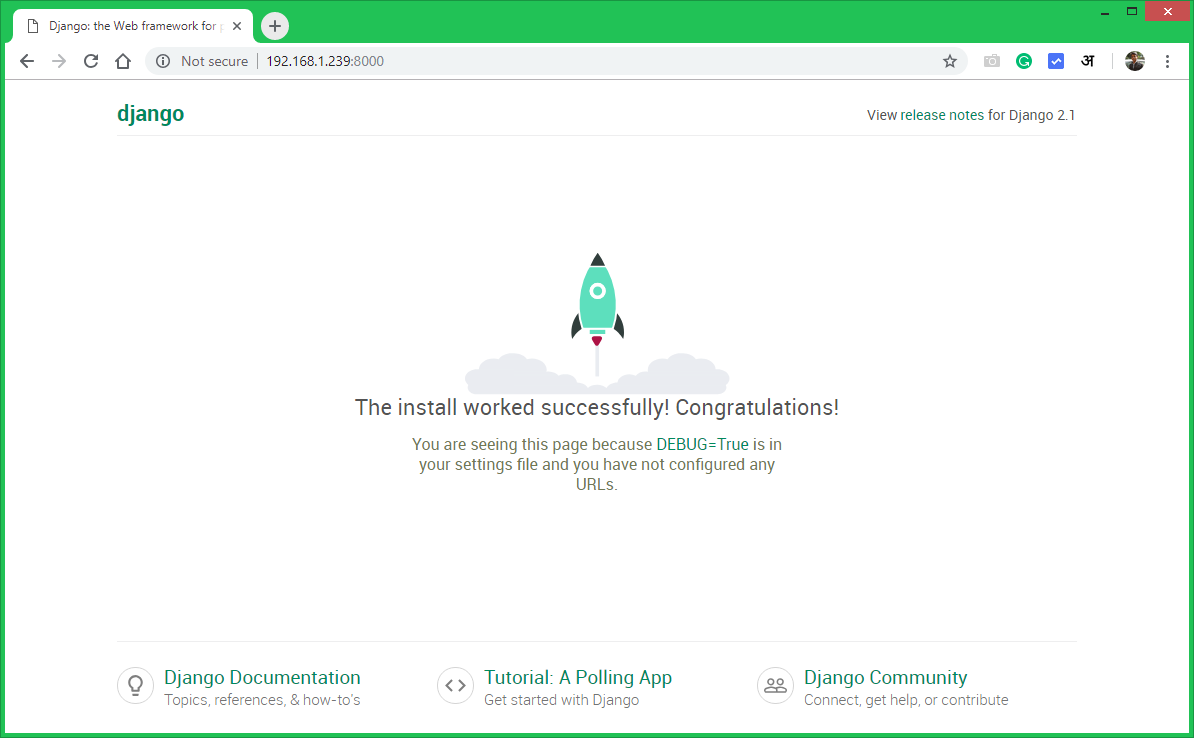 Django: the Web framework for p
Not secure
192.168.1.239:8000
अ
django
View release notes for Django 2.1
The install worked successfully! Congratulations!
You are seeing this page because DEBUG=True is in
your settings file and you have not configured any
URLs.
Django Documentation
Topics, references, & how-to's
Tutorial: A Polling App
Get started with Django
Django Community
Connect, get help, or contribute